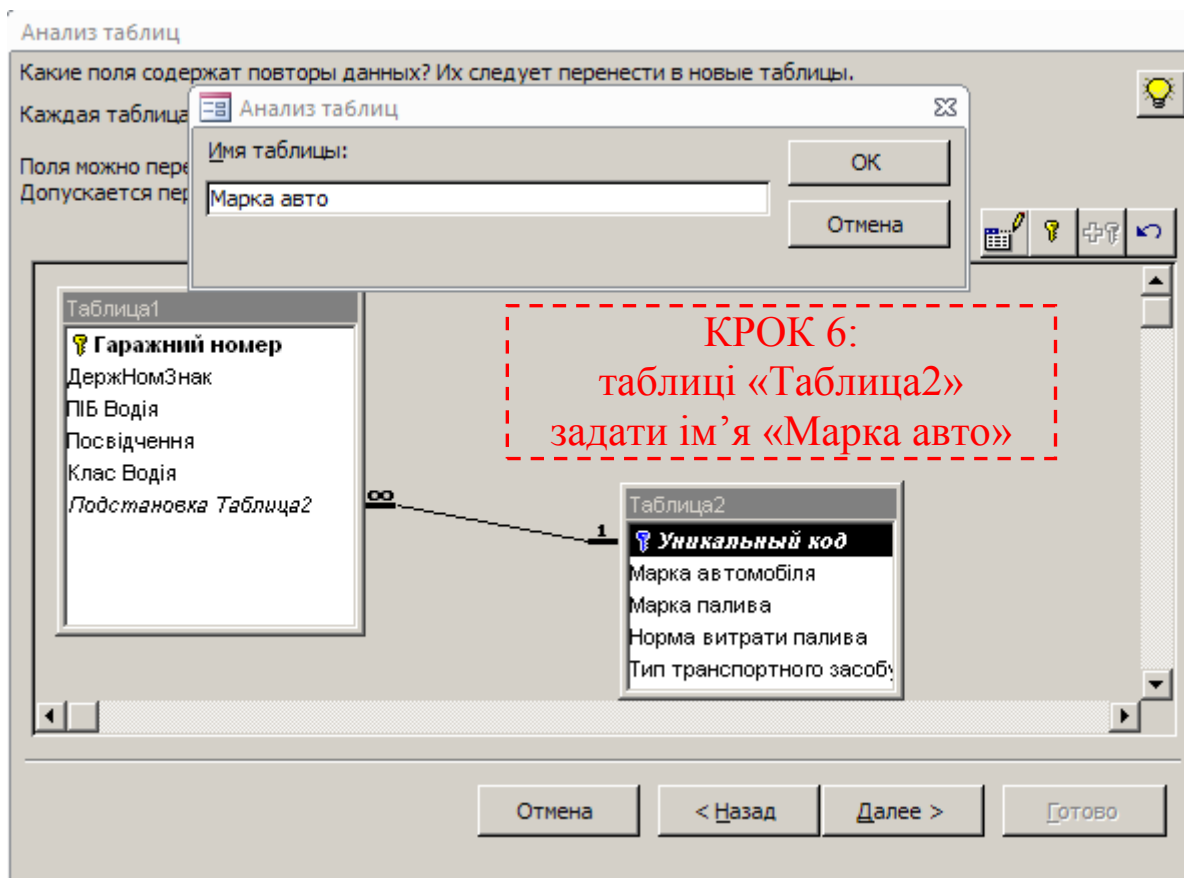 Анализ таблиц
Какие поля содержат повторы данных? Их следует перенести в новые таблицы.
Каждая таблица
Поля можно пере
Допускается пер
Анализ таблиц
Имя таблицы:
Марка авто
ОК
Отмена
Таблица1
Гаражний номер
ДержНомЗнак
ПІБ Водія
Посвідчення
Клас Водія
Подстановка Таблица2
КРОК 6:
таблиці «Таблица2»
задати ім’я «Марка авто»
∞
1
Таблица2
Уникальный код
Марка автомобіля
Марка палива
Норма витрати палива
Тип транспортного засобу
Отмена
< Назад
Далее >
Готово